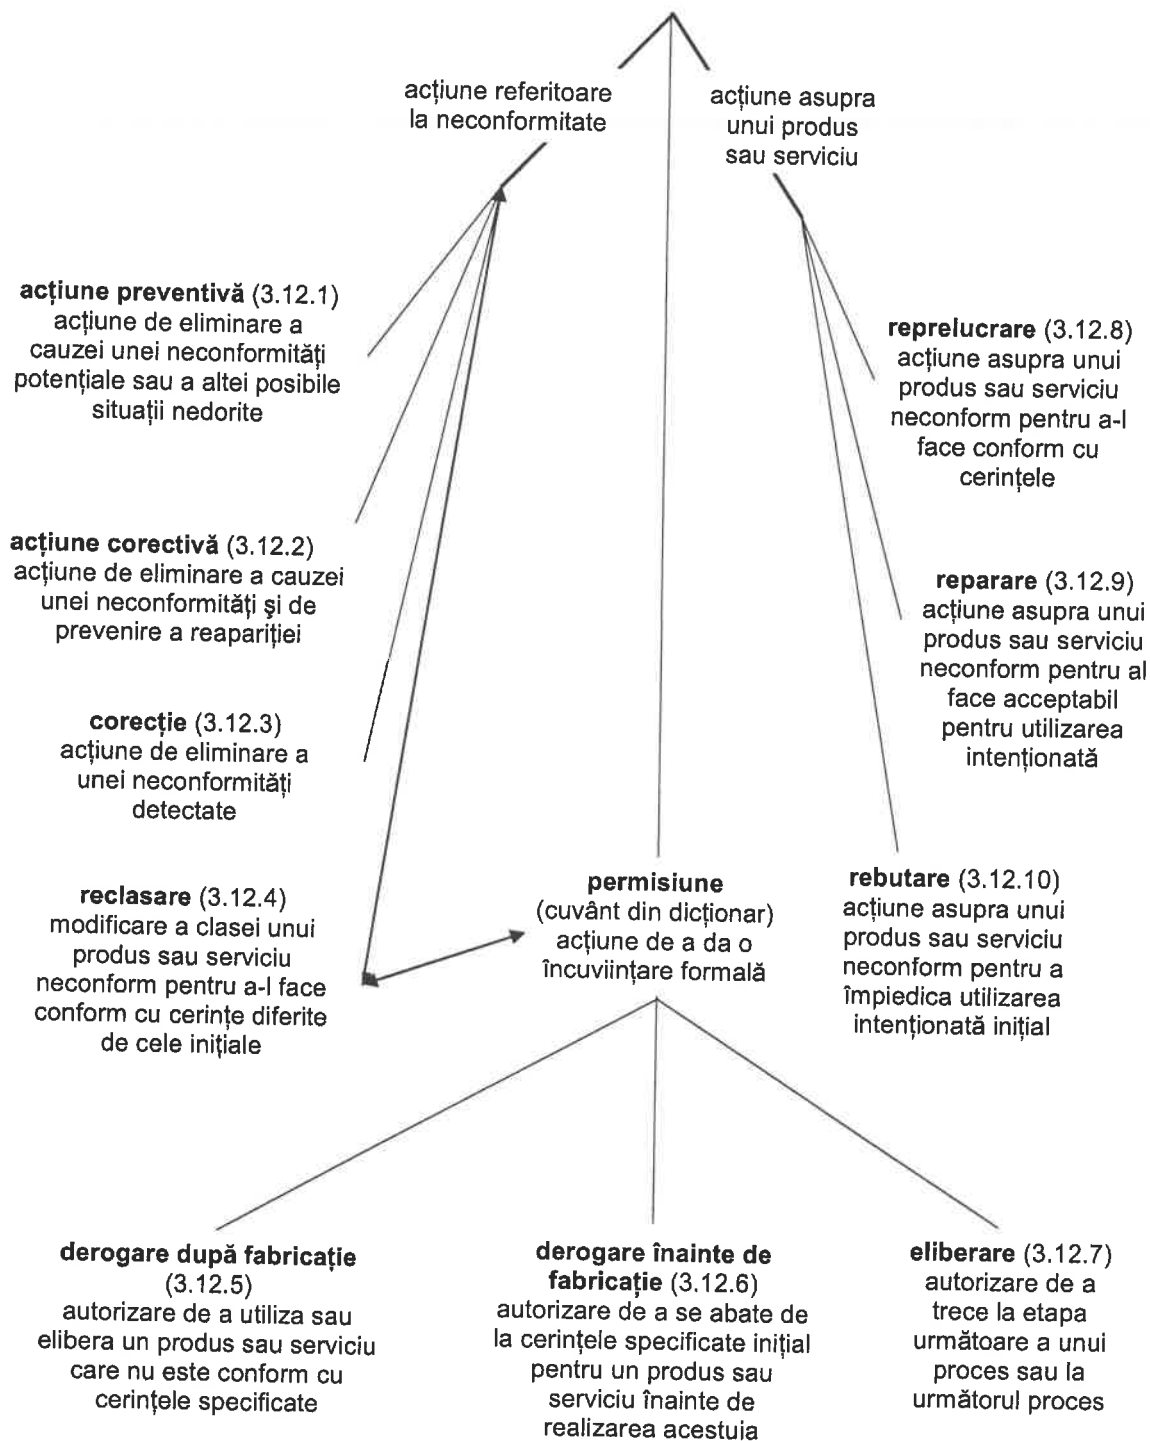 acțiune referitoare
la neconformitate
acțiune asupra
unui produs
sau serviciu
acțiune preventivă (3.12.1)
acțiune de eliminare a
cauzei unei neconformități
potențiale sau a altei posibile
situații nedorite
reprelucrare (3.12.8)
acțiune asupra unui
produs sau serviciu
neconform pentru a-l
face conform cu
cerințele
acțiune corectivă (3.12.2)
acțiune de eliminare a cauzei
unei neconformități și de
prevenire a reapariției
reparare (3.12.9)
acțiune asupra unui
produs sau serviciu
neconform pentru al
face acceptabil
pentru utilizarea
intenționată
corecție (3.12.3)
acțiune de eliminare a
unei neconformități
detectate
reclasare (3.12.4)
modificare a clasei unui
produs sau serviciu
neconform pentru a-l face
conform cu cerințe diferite
de cele inițiale
permisiune
(cuvânt din dicționar)
acțiune de a da o
încuviințare formală
rebutare (3.12.10)
acțiune asupra unui
produs sau serviciu
neconform pentru a
împiedica utilizarea
intenționată inițial
derogare după fabricație
(3.12.5)
autorizare de a utiliza sau
elibera un produs sau serviciu
care nu este conform cu
cerințele specificate
derogare înainte de
fabricație (3.12.6)
autorizare de a se abate de
la cerințele specificate inițial
pentru un produs sau
serviciu înainte de
realizarea acestuia
eliberare (3.12.7)
autorizare de a
trece la etapa
următoare a unui
proces sau la
următorul proces